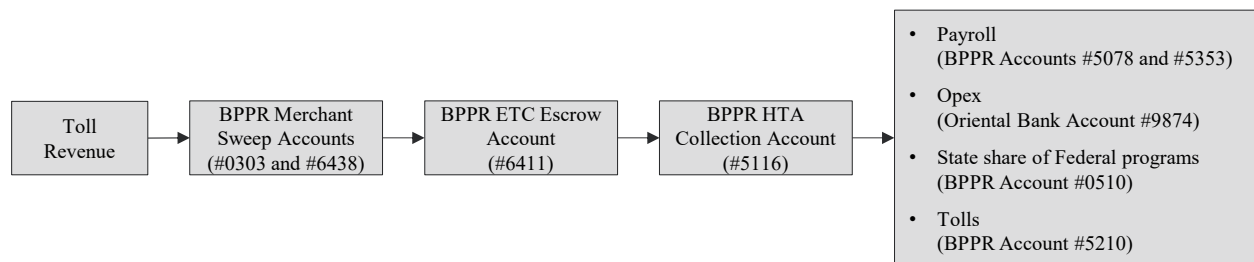 Toll
Revenue
BPPR Merchant
Sweep Accounts
(#0303 and #6438)
BPPR ETC Escrow
Account
(#6411)
BPPR HTA
Collection Account
(#5116)
• Payroll
(BPPR Accounts #5078 and #5353)
• Opex
(Oriental Bank Account #9874)
• State share of Federal programs
(BPPR Account #0510)
• Tolls
(BPPR Account #5210)